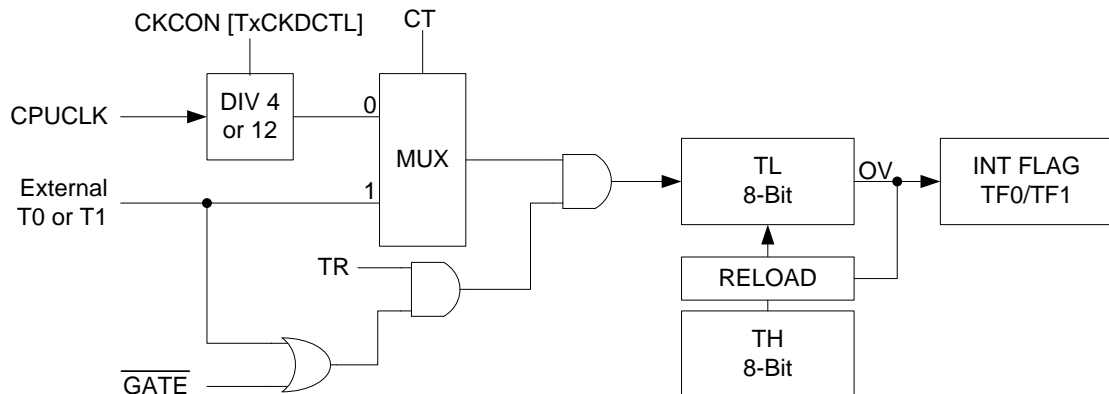 CKCON [TxCKDCTL]
CT
CPUCLK
DIV 4
or 12
0
MUX
External
T0 or T1
1
TL
8-Bit
OV
INT FLAG
TF0/TF1
TR
RELOAD
TH
8-Bit
GATE